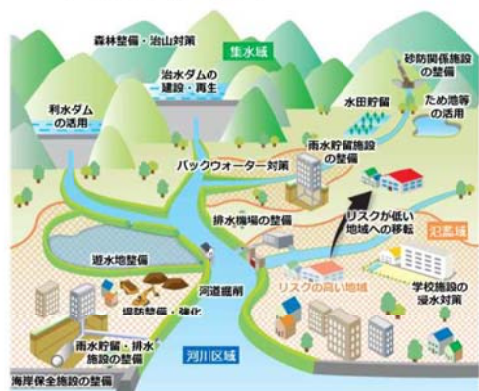 森林整備・治山対策
集水域
砂防関係施設
の整備
治水ダムの
建設・再生
水田貯留
ため池等
の活用
利水ダム
の活用
雨水貯留施設
の整備
バックウォーター対策
排水機場の整備
リスクが低い
地域への移転
氾濫域
遊水地整備
リスクの高い地域
学校施設の
浸水対策
河道掘削
堤防整備・強化
雨水貯留・排水
施設の整備
河川区域
海岸保全施設の整備